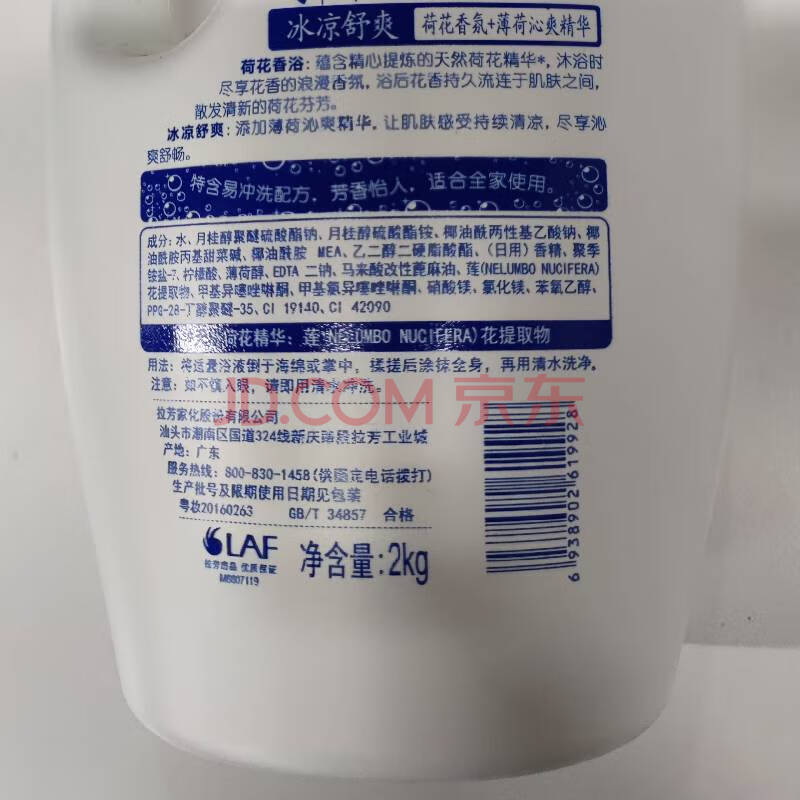 冰凉舒爽 荷花香氛+薄荷沁爽精华
荷花香浴：蕴含精心提炼的天然荷花精华*，沐浴时
尽享花香的浪漫香氛，浴后花香持久流连于肌肤之间，
散发清新的荷花芬芳。
冰凉舒爽：添加薄荷沁爽精华，让肌肤感受持续清凉，尽享沁
爽舒畅。
特含易冲洗配方，芳香怡人，适合全家使用。
成分：水、月桂醇聚醚硫酸酯钠、月桂醇硫酸酯铵、椰油酰两性基乙酸钠、椰
油酰胺丙基甜菜碱、椰油酰胺 MEA、乙二醇二硬脂酸酯、（日用）香精、聚季
铵盐-7、柠檬酸、薄荷醇、EDTA 二钠、马来酸改性蓖麻油、莲(NELUMBO NUCIFERA)
花提取物、甲基异噻唑啉酮、甲基氯异噻唑啉酮、硝酸镁、氯化镁、苯氧乙醇、
PPG-28-丁醇聚醚-35、CI 19140、CI 42090
*荷花精华：莲(NELUMBO NUCIFERA)花提取物
用法：将适量浴液倒于海绵或掌中，揉搓后涂抹全身，再用清水洗净。
注意：如不慎入眼，请即用清水冲洗。
JD.COM 京东
拉芳家化股份有限公司
汕头市潮南区国道324线新庆路段拉芳工业城
产地：广东
服务热线：800-830-1458(供固定电话拨打)
生产批号及限期使用日期见包装
粤妆20160263 GB/T 34857 合格
LAF 净含量：2kg
拉芳出品 优质保证
M6807119
6938902619928